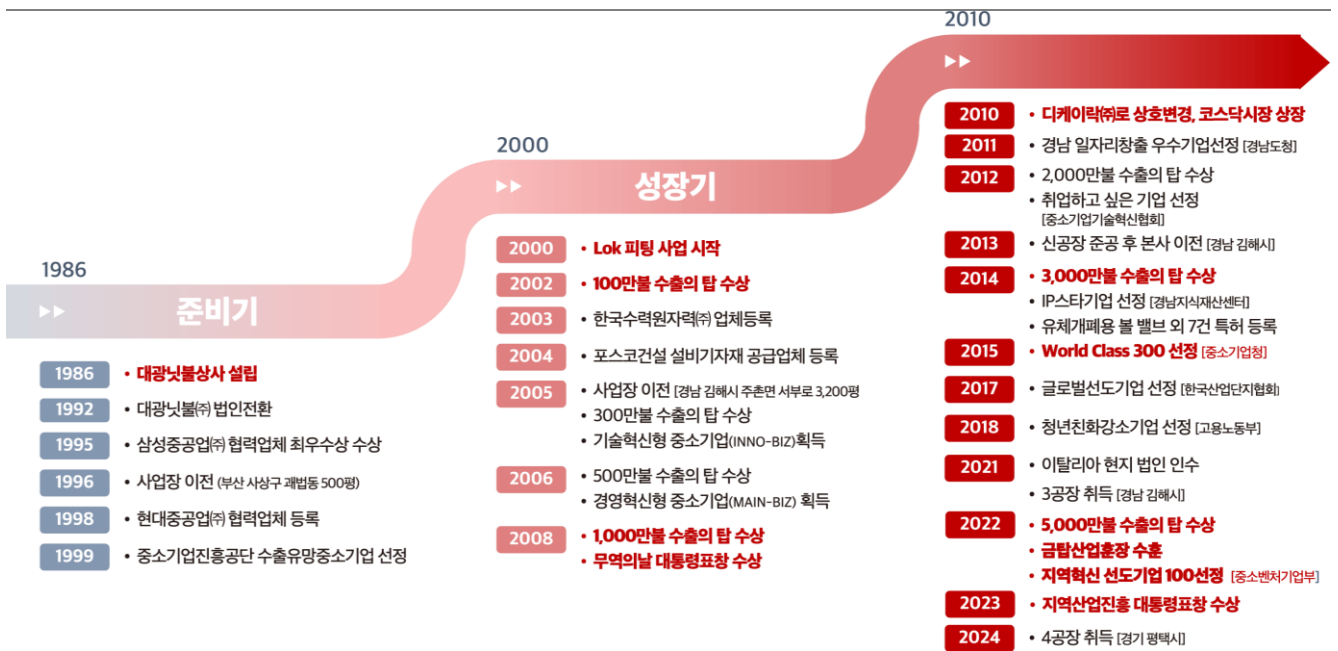 1986
준비기
1986
• 대광닛불상사 설립
1992
• 대광닛불㈜ 법인전환
1995
• 삼성중공업㈜ 협력업체 최우수상 수상
1996
• 사업장 이전 (부산 사상구 괘법동 500평)
1998
• 현대중공업㈜ 협력업체 등록
1999
• 중소기업진흥공단 수출유망중소기업 선정
2000
성장기
2000
• Lok 피팅 사업 시작
2002
• 100만불 수출의 탑 수상
2003
• 한국수력원자력㈜ 업체등록
2004
• 포스코건설 설비기자재 공급업체 등록
2005
• 사업장 이전 [경남 김해시 주촌면 서부로 3,200평
• 300만불 수출의 탑 수상
• 기술혁신형 중소기업(INNO-BIZ)획득
2006
• 500만불 수출의 탑 수상
• 경영혁신형 중소기업(MAIN-BIZ) 획득
2008
• 1,000만불 수출의 탑 수상
• 무역의날 대통령표창 수상
2010
2010
• 디케이락㈜로 상호변경, 코스닥시장 상장
2011
• 경남 일자리창출 우수기업선정 [경남도청]
2012
• 2,000만불 수출의 탑 수상
• 취업하고 싶은 기업 선정
[중소기업기술혁신협회]
2013
• 신공장 준공 후 본사 이전 [경남 김해시]
2014
• 3,000만불 수출의 탑 수상
• IP스타기업 선정 [경남지식재산센터]
• 유체개폐용 볼 밸브 외 7건 특허 등록
2015
• World Class 300 선정 [중소기업청]
2017
• 글로벌선도기업 선정 [한국산업단지협회]
2018
• 청년친화강소기업 선정 [고용노동부]
2021
• 이탈리아 현지 법인 인수
• 3공장 취득 [경남 김해시]
2022
• 5,000만불 수출의 탑 수상
• 금탑산업훈장 수훈
• 지역혁신 선도기업 100선정 [중소벤처기업부]
2023
• 지역산업진흥 대통령표창 수상
2024
• 4공장 취득 [경기 평택시]